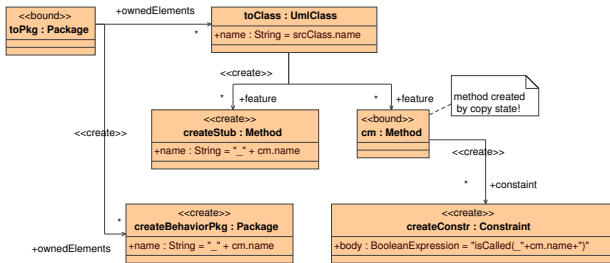 <<bound>>
toPkg : Package
+ownedElements
*
toClass : UmlClass
+name : String = srcClass.name
<<create>>
*
+feature
*
+feature
method created
by copy state!
<<create>>
createStub : Method
+name : String = "_" + cm.name
<<bound>>
cm : Method
<<create>>
<<create>>
*
+constaint
*
+ownedElements
<<create>>
createBehaviorPkg : Package
+name : String = "_" + cm.name
<<create>>
createConstr : Constraint
+body : BooleanExpression = "isCalled(_"+cm.name+")"